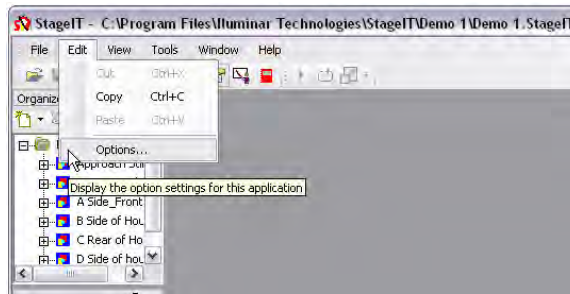 StageIT - C:\Program Files\Iluminar Technologies\StageIT\Demo 1\Demo 1.StageIT
File Edit View Tools Window Help
Cut Ctrl+X
Organiz
Copy Ctrl+C
Paste Ctrl+V
Options...
Approach
Display the option settings for this application
A Side_Front
B Side of Hou
C Rear of Ho
D Side of hou